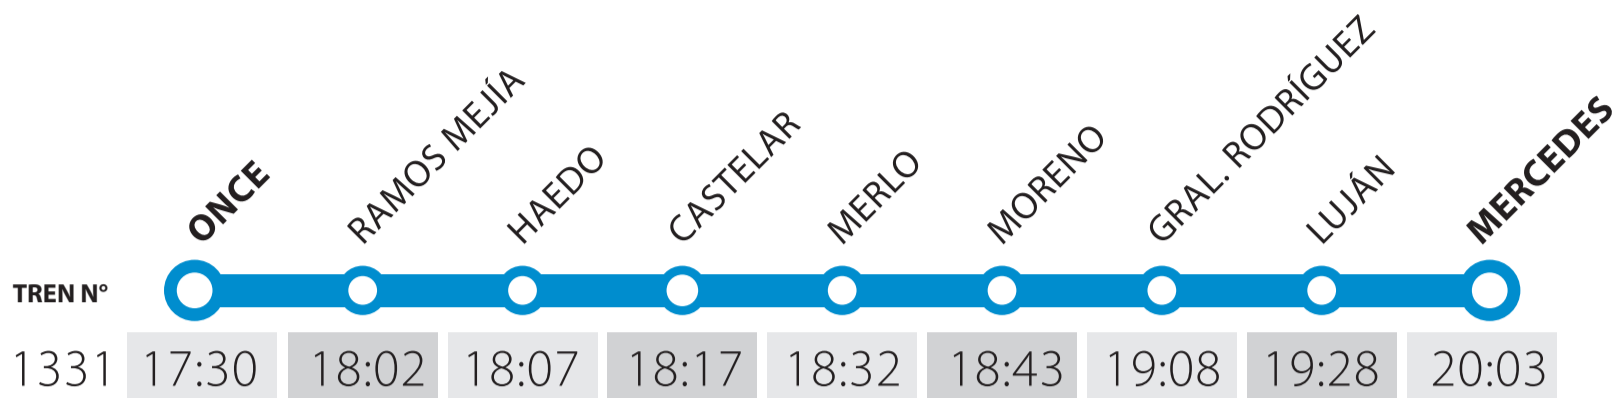 ONCE
RAMOS MEJÍA
HAEDO
CASTELAR
MERLO
MORENO
GRAL. RODRÍGUEZ
LUJÁN
MERCEDES
TREN N°
1331 17:30 18:02 18:07 18:17 18:32 18:43 19:08 19:28 20:03